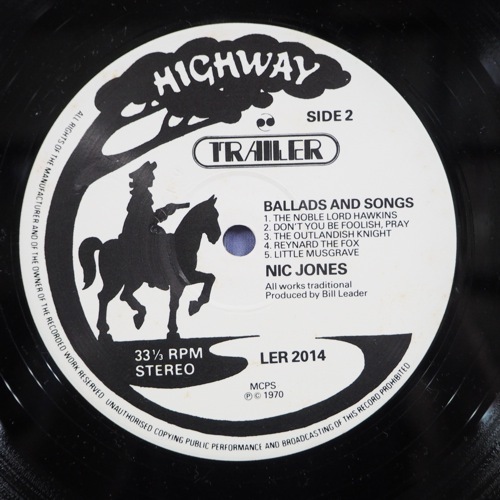 HIGHWAY
SIDE 2
TRAILER
BALLADS AND SONGS
1. THE NOBLE LORD HAWKINS
2. DON'T YOU BE FOOLISH, PRAY
3. THE OUTLANDISH KNIGHT
4. REYNARD THE FOX
5. LITTLE MUSGRAVE
NIC JONES
All works traditional
Produced by Bill Leader
33⅓ RPM
STEREO
LER 2014
MCPS
Ⓟ © 1970
ALL RIGHTS OF THE MANUFACTURER AND OF THE OWNER OF THE RECORDED WORK RESERVED. UNAUTHORISED COPYING PUBLIC PERFORMANCE AND BROADCASTING OF THIS RECORD PROHIBITED